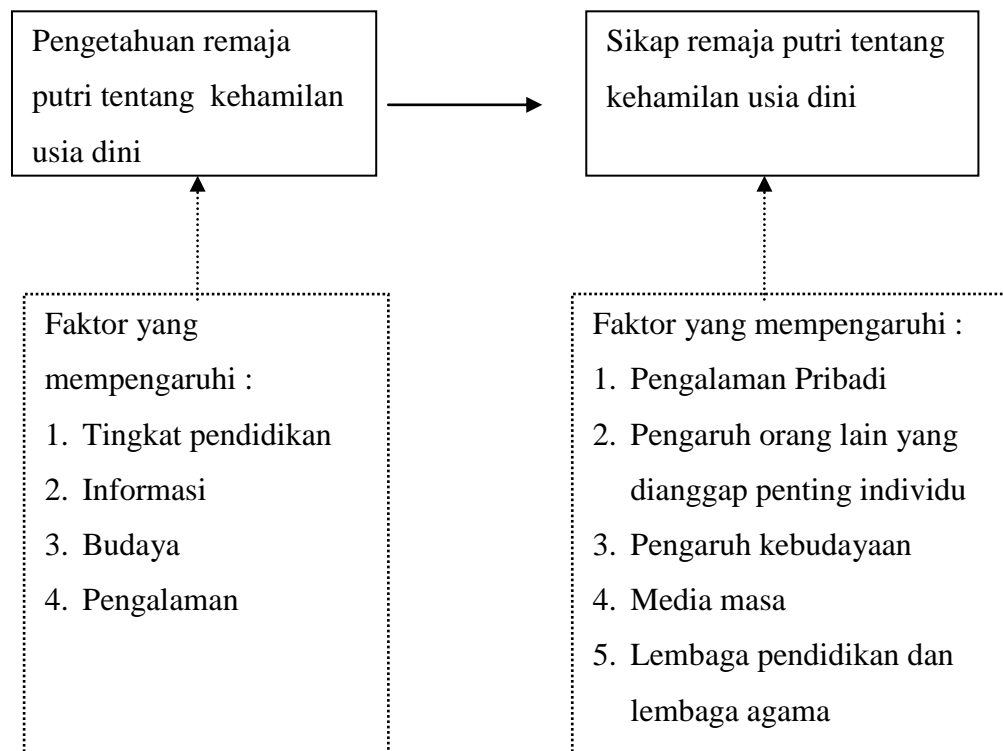 Pengetahuan remaja
putri tentang kehamilan
usia dini
Sikap remaja putri tentang
kehamilan usia dini
Faktor yang
mempengaruhi :
1. Tingkat pendidikan
2. Informasi
3. Budaya
4. Pengalaman
Faktor yang mempengaruhi :
1. Pengalaman Pribadi
2. Pengaruh orang lain yang
dianggap penting individu
3. Pengaruh kebudayaan
4. Media masa
5. Lembaga pendidikan dan
lembaga agama